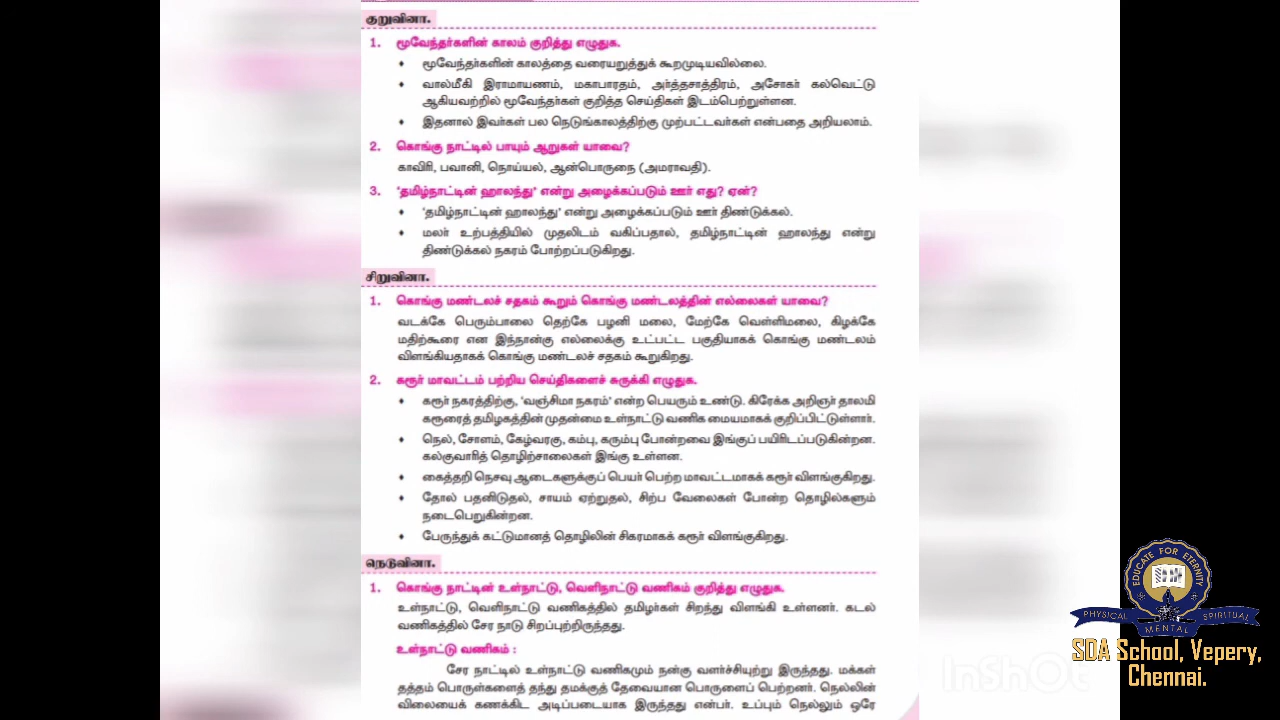 குறுவினா.
1. மூவேந்தர்களின் காலம் குறித்து எழுதுக.
♦ மூவேந்தர்களின் காலத்தை வரையறுத்துக் கூறமுடியவில்லை.
♦ வால்மீகி இராமாயணம், மகாபாரதம், அர்த்தசாத்திரம், அசோகர் கல்வெட்டு
ஆகியவற்றில் மூவேந்தர்கள் குறித்த செய்திகள் இடம்பெற்றுள்ளன.
♦ இதனால் இவர்கள் பல நெடுங்காலத்திற்கு முற்பட்டவர்கள் என்பதை அறியலாம்.
2. கொங்கு நாட்டில் பாயும் ஆறுகள் யாவை?
காவிரி, பவானி, நொய்யல், ஆன்பொருநை (அமராவதி).
3. ‘தமிழ்நாட்டின் ஹாலந்து’ என்று அழைக்கப்படும் ஊர் எது? ஏன்?
♦ ‘தமிழ்நாட்டின் ஹாலந்து’ என்று அழைக்கப்படும் ஊர் திண்டுக்கல்.
♦ மலர் உற்பத்தியில் முதலிடம் வகிப்பதால், தமிழ்நாட்டின் ஹாலந்து என்று
திண்டுக்கல் நகரம் போற்றப்படுகிறது.
சிறுவினா.
1. கொங்கு மண்டலச் சதகம் கூறும் கொங்கு மண்டலத்தின் எல்லைகள் யாவை?
வடக்கே பெரும்பாலை தெற்கே பழனி மலை, மேற்கே வெள்ளிமலை, கிழக்கே
மதிற்கூரை என இந்நான்கு எல்லைக்கு உட்பட்ட பகுதியாகக் கொங்கு மண்டலம்
விளங்கியதாகக் கொங்கு மண்டலச் சதகம் கூறுகிறது.
2. கரூர் மாவட்டம் பற்றிய செய்திகளைச் சுருக்கி எழுதுக.
♦ கரூர் நகரத்திற்கு, ‘வஞ்சிமா நகரம்’ என்ற பெயரும் உண்டு. கிரேக்க அறிஞர் தாலமி
கரூரைத் தமிழகத்தின் முதன்மை உள்நாட்டு வணிக மையமாகக் குறிப்பிட்டுள்ளார்.
♦ நெல், சோளம், கேழ்வரகு, கம்பு, கரும்பு போன்றவை இங்குப் பயிரிடப்படுகின்றன.
கல்குவாரித் தொழிற்சாலைகள் இங்கு உள்ளன.
♦ கைத்தறி நெசவு ஆடைகளுக்குப் பெயர் பெற்ற மாவட்டமாகக் கரூர் விளங்குகிறது.
♦ தோல் பதனிடுதல், சாயம் ஏற்றுதல், சிற்ப வேலைகள் போன்ற தொழில்களும்
நடைபெறுகின்றன.
♦ பேருந்துக் கட்டுமானத் தொழிலின் சிகரமாகக் கரூர் விளங்குகிறது.
நெடுவினா.
1. கொங்கு நாட்டின் உள்நாட்டு, வெளிநாட்டு வணிகம் குறித்து எழுதுக.
உள்நாட்டு, வெளிநாட்டு வணிகத்தில் தமிழர்கள் சிறந்து விளங்கி உள்ளனர். கடல்
வணிகத்தில் சேர நாடு சிறப்புற்றிருந்தது.
உள்நாட்டு வணிகம் :
சேர நாட்டில் உள்நாட்டு வணிகமும் நன்கு வளர்ச்சியுற்று இருந்தது. மக்கள்
தத்தம் பொருள்களைத் தந்து தமக்குத் தேவையான பொருளைப் பெற்றனர். நெல்லின்
விலையைக் கணக்கிட அடிப்படையாக இருந்தது என்பர். உப்பும் நெல்லும் ஒரே
EDUCATE FOR ETERNITY
PHYSICAL MENTAL SPIRITUAL
SDA School, Vepery,
Chennai.
InShOt